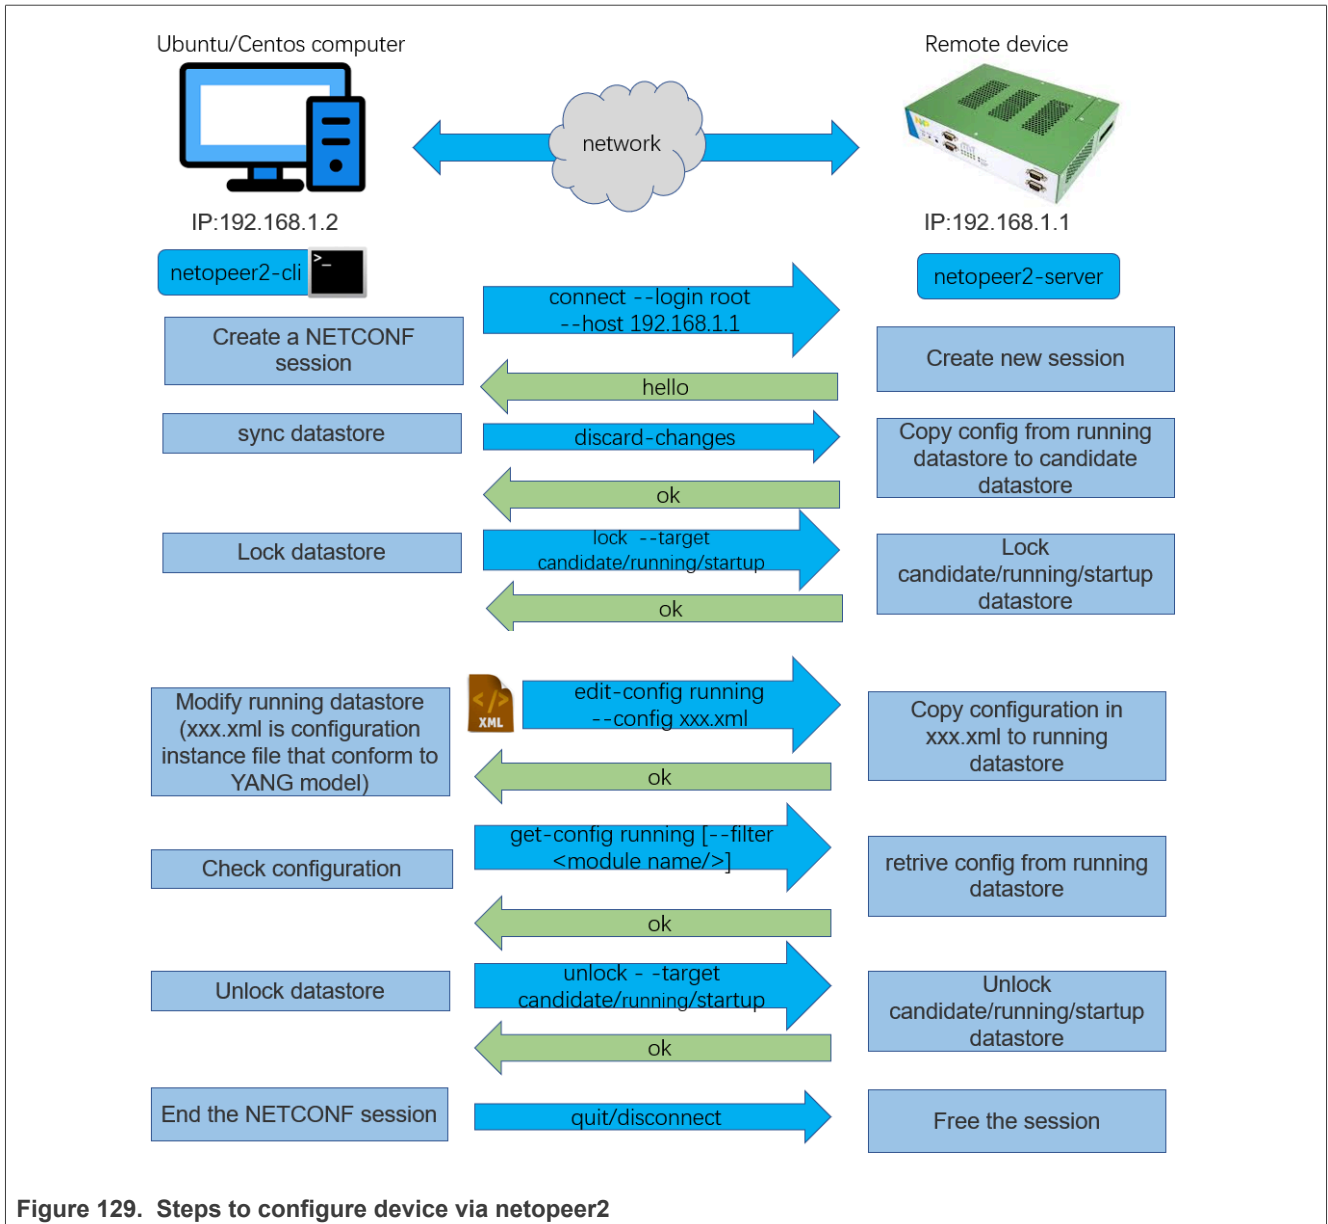 Ubuntu/Centos computer
Remote device
network
IP:192.168.1.2
IP:192.168.1.1
netopeer2-cli
>_
netopeer2-server
connect --login root
--host 192.168.1.1
Create a NETCONF
session
Create new session
hello
sync datastore
discard-changes
Copy config from running
datastore to candidate
datastore
ok
Lock datastore
lock --target
candidate/running/startup
Lock
candidate/running/startup
datastore
ok
Modify running datastore
(xxx.xml is configuration
instance file that conform to
YANG model)
</>
XML
edit-config running
--config xxx.xml
Copy configuration in
xxx.xml to running
datastore
ok
Check configuration
get-config running [--filter
<module name/>]
retrive config from running
datastore
ok
Unlock datastore
unlock - -target
candidate/running/startup
Unlock
candidate/running/startup
datastore
ok
End the NETCONF session
quit/disconnect
Free the session
Figure 129. Steps to configure device via netopeer2